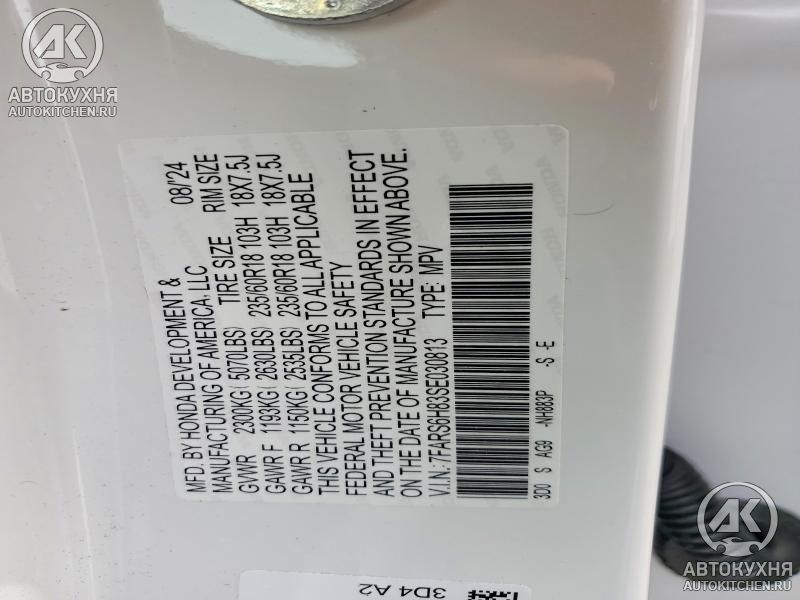 АВТОКУХНЯ
AUTOKITCHEN.RU
MFD. BY HONDA DEVELOPMENT & 08/'24
MANUFACTURING OF AMERICA, LLC
TIRE SIZE RIM SIZE
GVWR 2300KG( 5070LBS)
GAWR F 1193KG( 2630LBS) 235/60R18 103H 18X7.5J
GAWR R 1150KG( 2535LBS) 235/60R18 103H 18X7.5J
THIS VEHICLE CONFORMS TO ALL APPLICABLE
FEDERAL MOTOR VEHICLE SAFETY
AND THEFT PREVENTION STANDARDS IN EFFECT
ON THE DATE OF MANUFACTURE SHOWN ABOVE.
V.I.N.: 7FARS6H83SE030813 TYPE: MPV
3D0 S AG9 -NH883P -S -E
3D4 A2
АВТОКУХНЯ
AUTOKITCHEN.RU